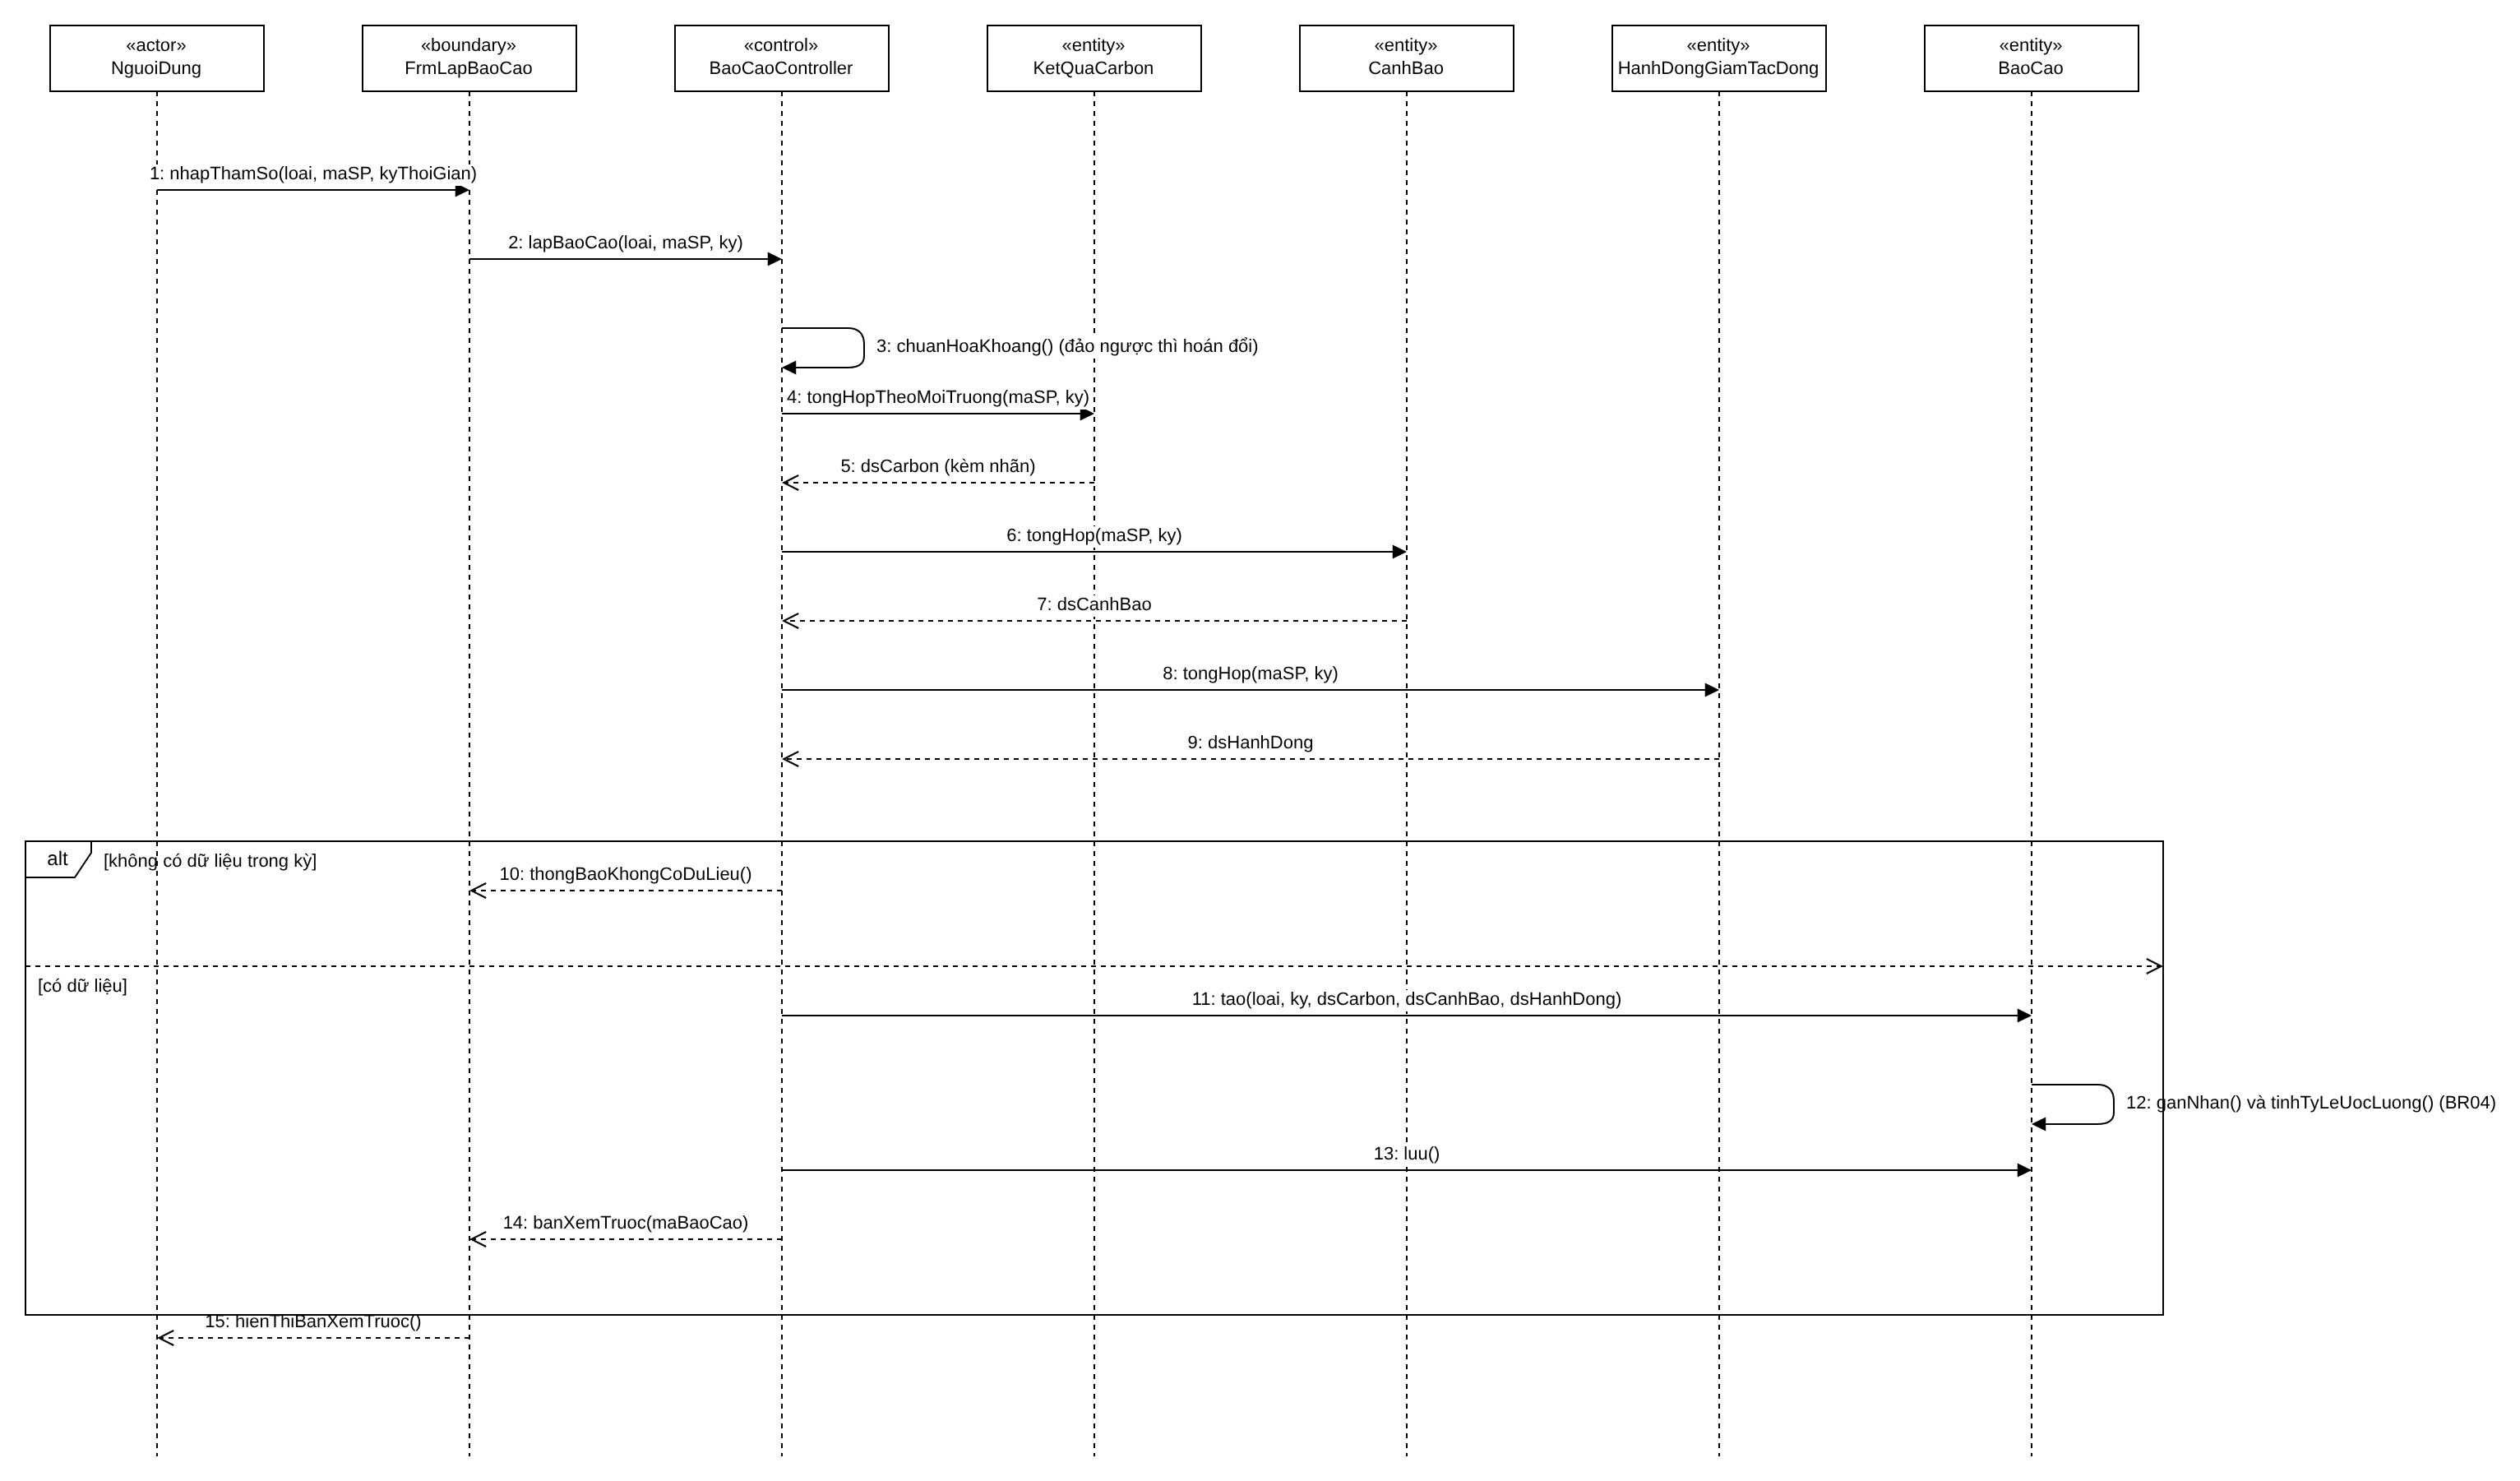 «actor»
NguoiDung
«boundary»
FrmLapBaoCao
«control»
BaoCaoController
«entity»
KetQuaCarbon
«entity»
CanhBao
«entity»
HanhDongGiamTacDong
«entity»
BaoCao
1: nhapThamSo(loai, maSP, kyThoiGian)
2: lapBaoCao(loai, maSP, ky)
3: chuanHoaKhoang() (đảo ngược thì hoán đổi)
4: tongHopTheoMoiTruong(maSP, ky)
5: dsCarbon (kèm nhãn)
6: tongHop(maSP, ky)
7: dsCanhBao
8: tongHop(maSP, ky)
9: dsHanhDong
alt
[không có dữ liệu trong kỳ]
10: thongBaoKhongCoDuLieu()
[có dữ liệu]
11: tao(loai, ky, dsCarbon, dsCanhBao, dsHanhDong)
12: ganNhan() và tinhTyLeUocLuong() (BR04)
13: luu()
14: banXemTruoc(maBaoCao)
15: hienThiBanXemTruoc()